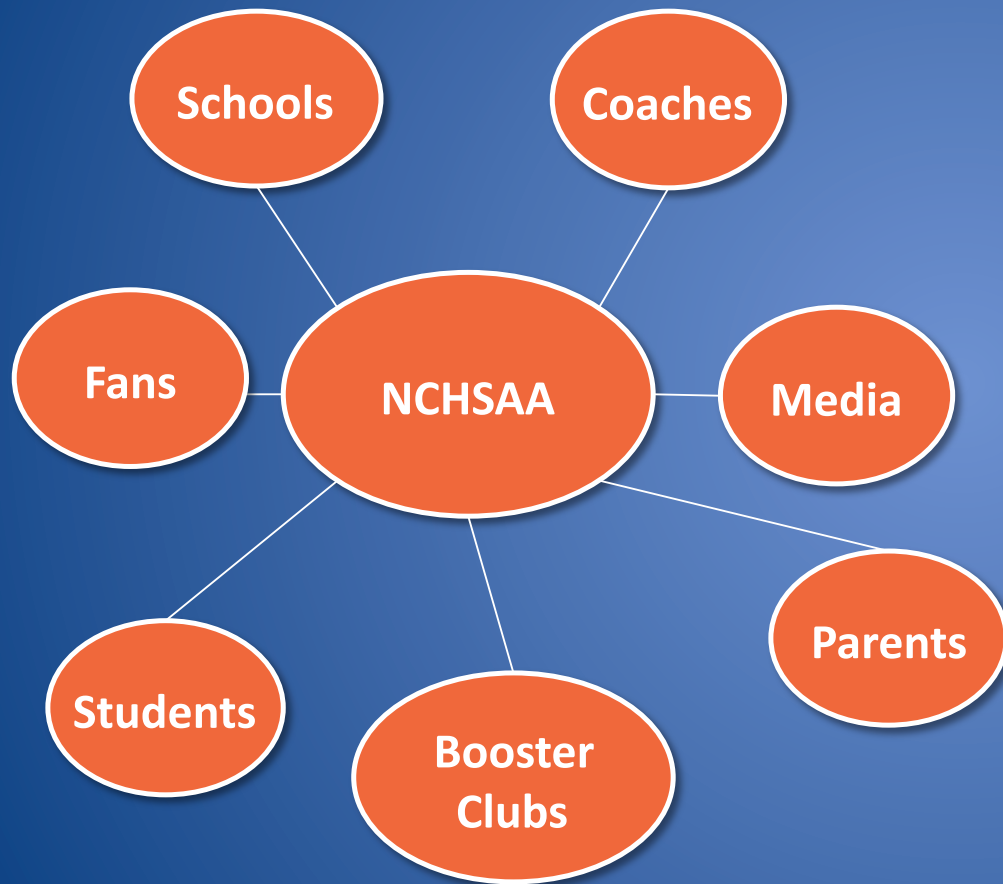 Schools
Coaches
Fans
NCHSAA
Media
Parents
Students
Booster
Clubs